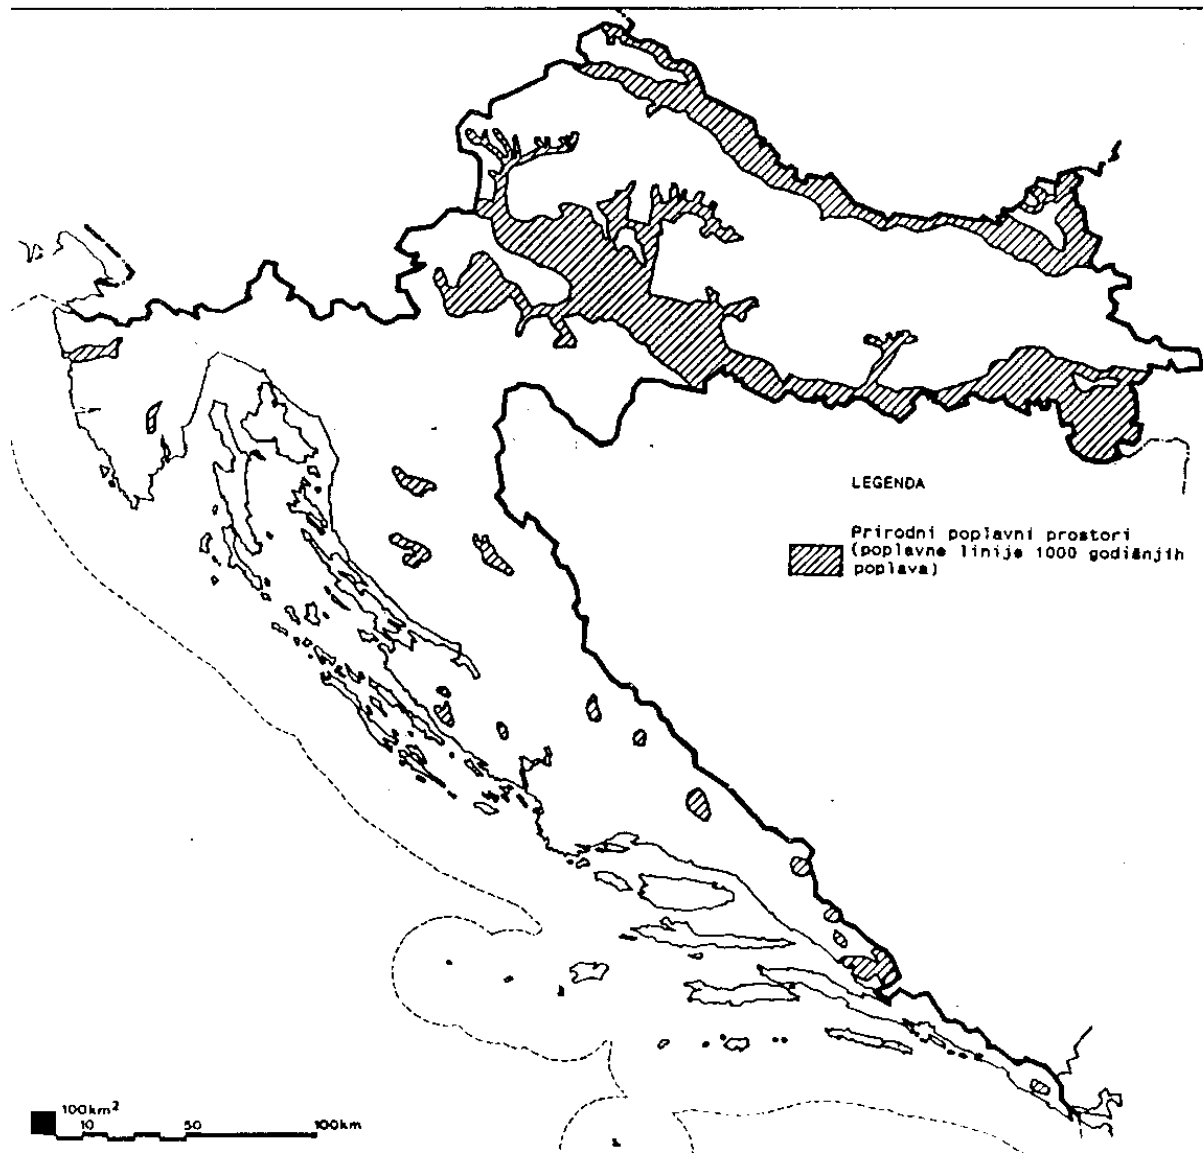 LEGENDA
Prirodni poplavni prostori
(poplavne linije 1000 godišnjih
poplava)
100km²
10 50 100km